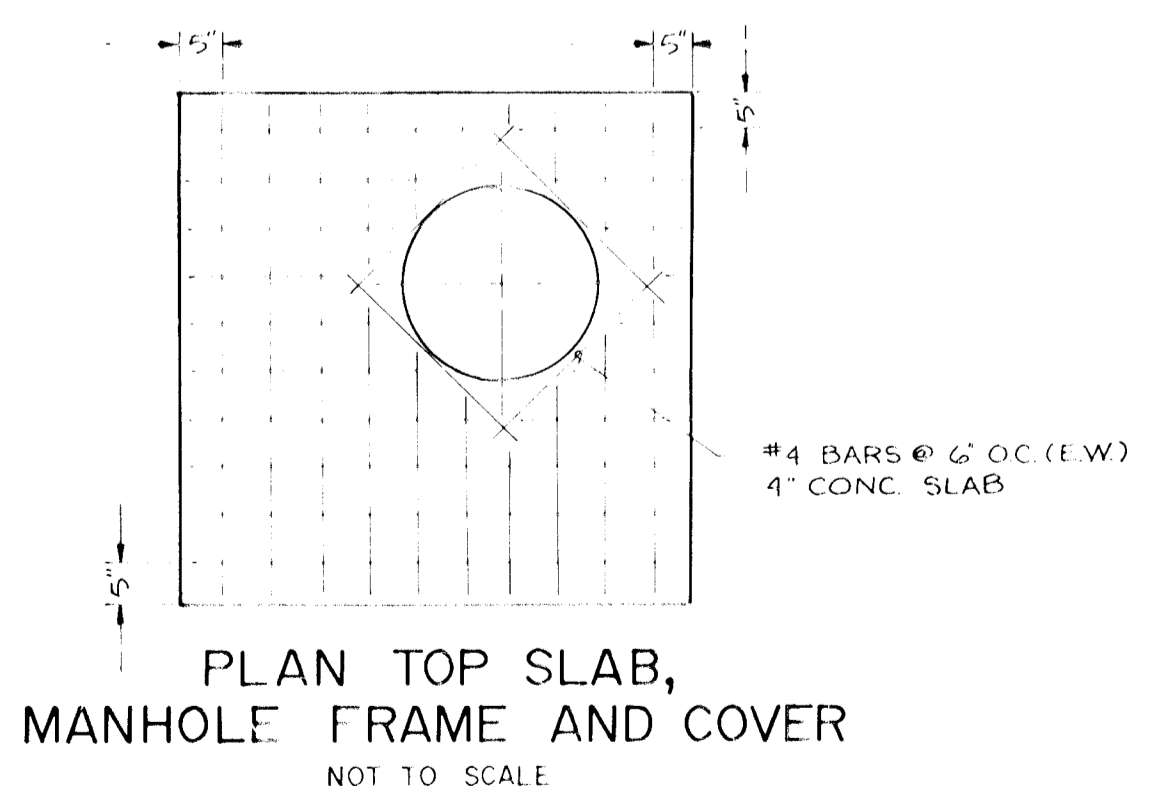 5"
5"
5"
#4 BARS @ 6" O.C. (E.W.)
4" CONC. SLAB
5"
PLAN TOP SLAB,
MANHOLE FRAME AND COVER
NOT TO SCALE